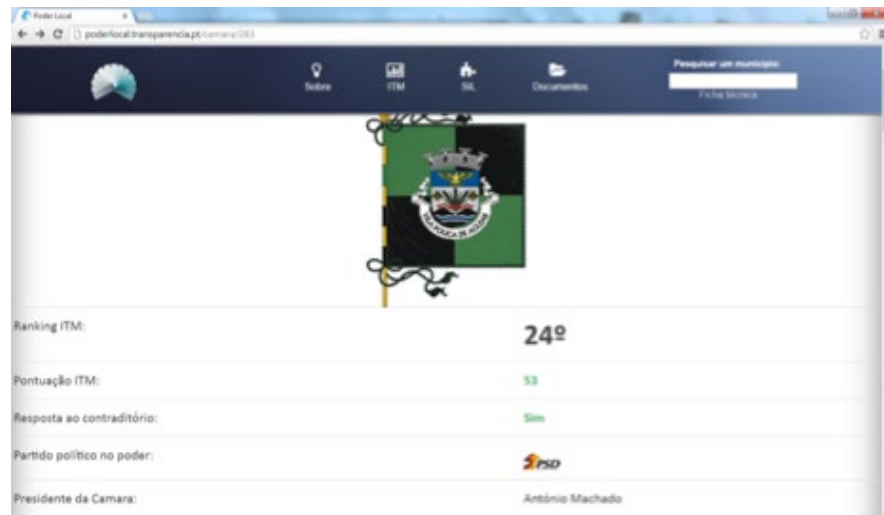 Poder Local
poderlocal.transparencia.pt/camara/283
Sobre
ITM
SIL
Documentos
Pesquisar um município:
Ficha técnica
VILA POUCA DE AGUIAR
Ranking ITM:
24º
Pontuação ITM:
53
Resposta ao contraditório:
Sim
Partido político no poder:
PSD
Presidente da Camara:
António Machado